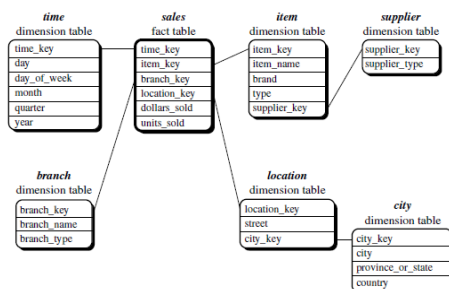 time
dimension table
time_key
day
day_of_week
month
quarter
year
sales
fact table
time_key
item_key
branch_key
location_key
dollars_sold
units_sold
item
dimension table
item_key
item_name
brand
type
supplier_key
supplier
dimension table
supplier_key
supplier_type
branch
dimension table
branch_key
branch_name
branch_type
location
dimension table
location_key
street
city_key
city
dimension table
city_key
city
province_or_state
country